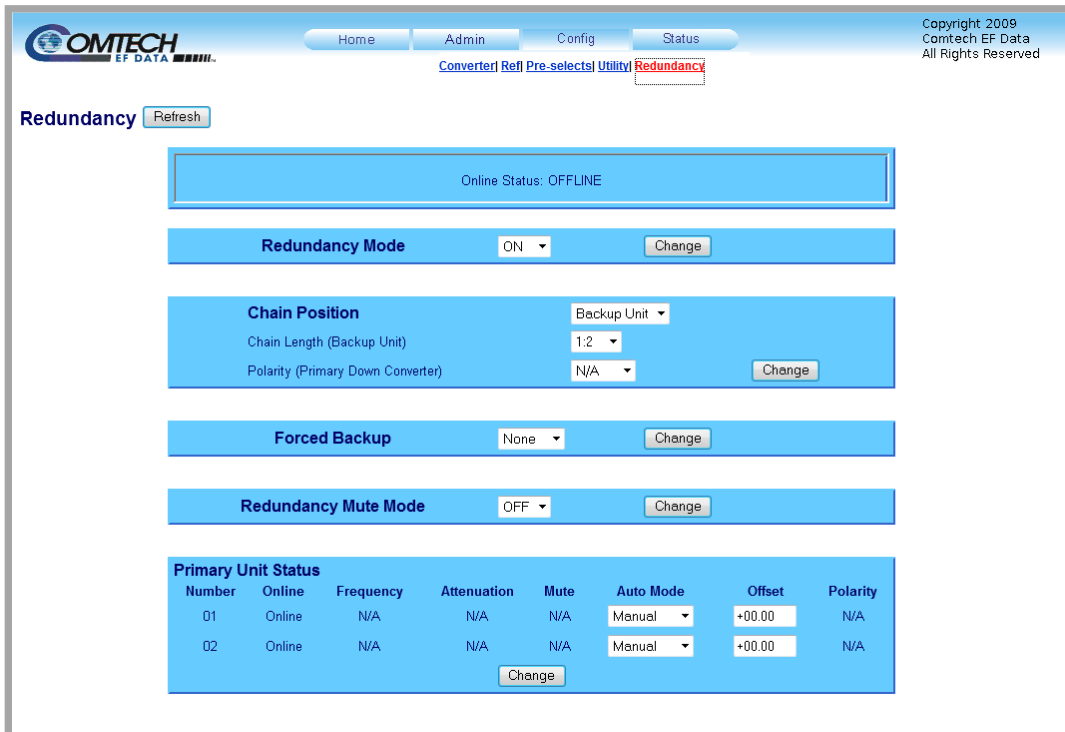 COMTECH
EF DATA
Home Admin Config Status
Converter| Ref| Pre-selects| Utility| Redundancy
Copyright 2009
Comtech EF Data
All Rights Reserved
Redundancy Refresh
Online Status: OFFLINE
Redundancy Mode ON Change
Chain Position Backup Unit
Chain Length (Backup Unit) 1:2
Polarity (Primary Down Converter) N/A Change
Forced Backup None Change
Redundancy Mute Mode OFF Change
Primary Unit Status
Number Online Frequency Attenuation Mute Auto Mode Offset Polarity
01 Online N/A N/A N/A Manual +00.00 N/A
02 Online N/A N/A N/A Manual +00.00 N/A
Change